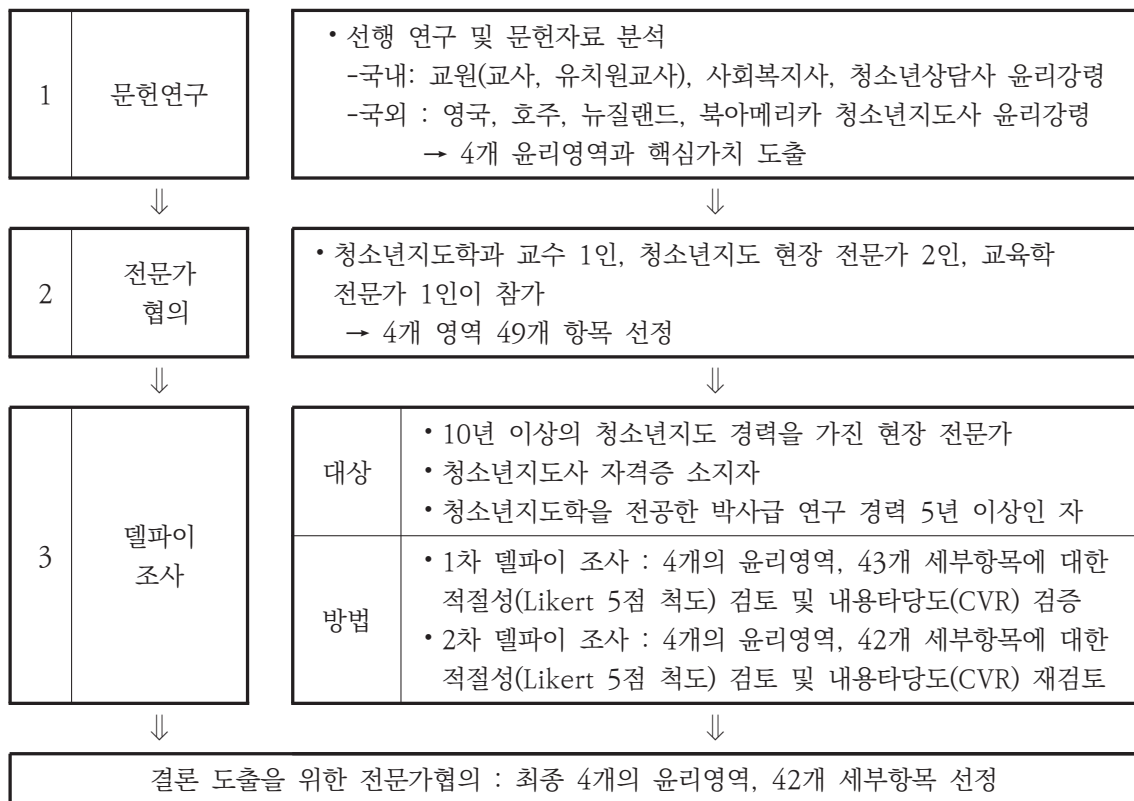 1
문헌연구
• 선행 연구 및 문헌자료 분석
-국내: 교원(교사, 유치원교사), 사회복지사, 청소년상담사 윤리강령
-국외 : 영국, 호주, 뉴질랜드, 북아메리카 청소년지도사 윤리강령
→ 4개 윤리영역과 핵심가치 도출
⇓ ⇓
2
전문가
협의
• 청소년지도학과 교수 1인, 청소년지도 현장 전문가 2인, 교육학
전문가 1인이 참가
→ 4개 영역 49개 항목 선정
⇓ ⇓
3
델파이
조사
대상
• 10년 이상의 청소년지도 경력을 가진 현장 전문가
• 청소년지도사 자격증 소지자
• 청소년지도학을 전공한 박사급 연구 경력 5년 이상인 자
방법
• 1차 델파이 조사 : 4개의 윤리영역, 43개 세부항목에 대한
적절성(Likert 5점 척도) 검토 및 내용타당도(CVR) 검증
• 2차 델파이 조사 : 4개의 윤리영역, 42개 세부항목에 대한
적절성(Likert 5점 척도) 검토 및 내용타당도(CVR) 재검토
⇓ ⇓
결론 도출을 위한 전문가협의 : 최종 4개의 윤리영역, 42개 세부항목 선정